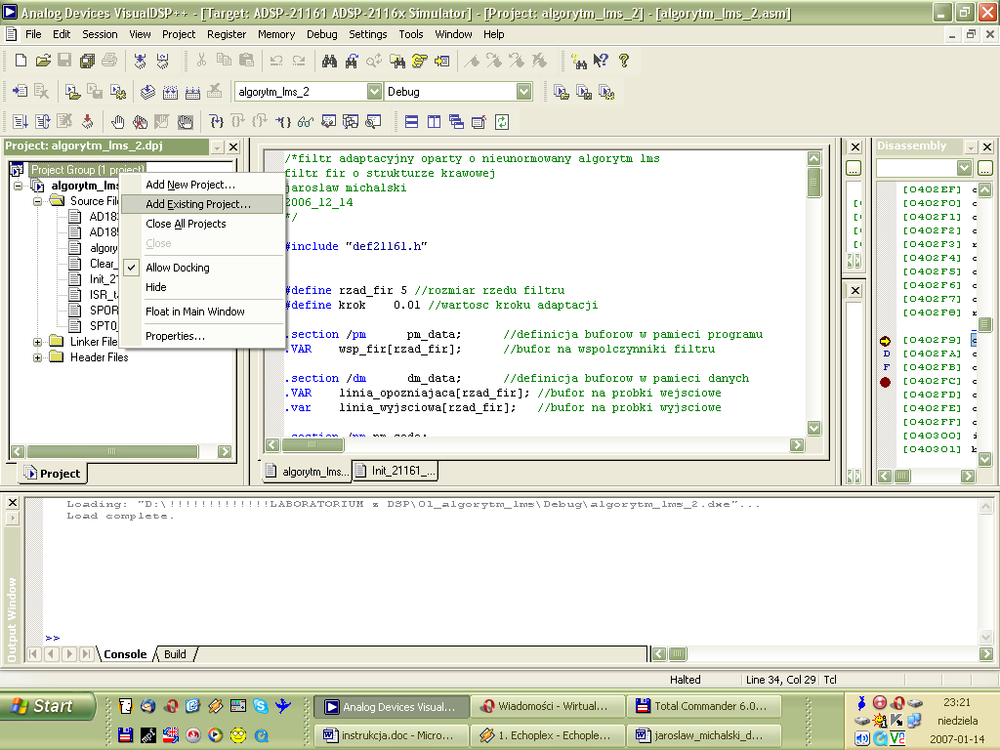 Analog Devices VisualDSP++ - [Target: ADSP-21161 ADSP-2116x Simulator] - [Project: algorytm_lms_2] - [algorytm_lms_2.asm]
File Edit Session View Project Register Memory Debug Settings Tools Window Help
algorytm_lms_2 Debug
Project: algorytm_lms_2.dpj
Project Group (1 project)
algorytm_lms
Source File
AD18
AD185
algory
Clear_
Init_21
ISR_ta
SPOR
SPT0_
Linker File
Header Files
Project
Add New Project...
Add Existing Project...
Close All Projects
Close
Allow Docking
Hide
Float in Main Window
Properties...
/*filtr adaptacyjny oparty o nieunormowany algorytm lms
filtr fir o strukturze krawowej
jaroslaw michalski
2006_12_14
*/
#include "def21161.h"
#define rzad_fir 5 //rozmiar rzedu filtru
#define krok 0.01 //wartosc kroku adaptacji
.section /pm pm_data; //definicja buforow w pamieci programu
.VAR wsp_fir[rzad_fir]; //bufor na wspolczynniki filtru
.section /dm dm_data; //definicja buforow w pamieci danych
.VAR linia_opozniajaca[rzad_fir]; //bufor na probki wejsciowe
.var linia_wyjsciowa[rzad_fir]; //bufor na probki wyjsciowe
.section /pm pm_code;
algorytm_lms... Init_21161_...
Disassembly
[0402EF]
[0402F0]
[0402F1]
[0402F2]
[0402F3]
[0402F4]
[0402F5]
[0402F6]
[0402F7]
[0402F8]
[0402F9]
D [0402FA]
F [0402FB]
[0402FC]
[0402FD]
[0402FE]
[0402FF]
[040300] i
[040301]
Output Window
Loading: "D:\!!!!!!!!!!!!!LABORATORIUM z DSP\01_algorytm_lms\Debug\algorytm_lms_2.dxe"...
Load complete.
>>
Console Build
Halted Line 34, Col 29 Tcl
Start
Analog Devices Visual... Wiadomości - Wirtual... Total Commander 6.0...
instrukcja.doc - Micro... 1. Echoplex - Echople... jaroslaw_michalski_d...
23:21
niedziela
2007-01-14